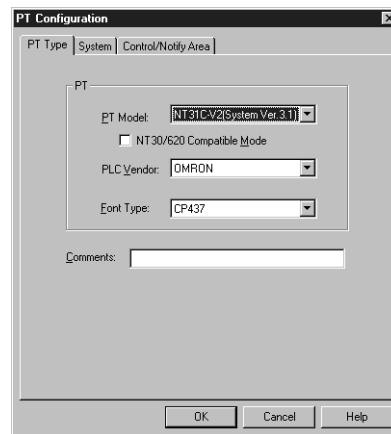 PT Configuration
PT Type System Control/Notify Area
PT
PT Model: NT31C-V2(System Ver.3.1)
NT30/620 Compatible Mode
PLC Vendor: OMRON
Font Type: CP437
Comments:
OK Cancel Help